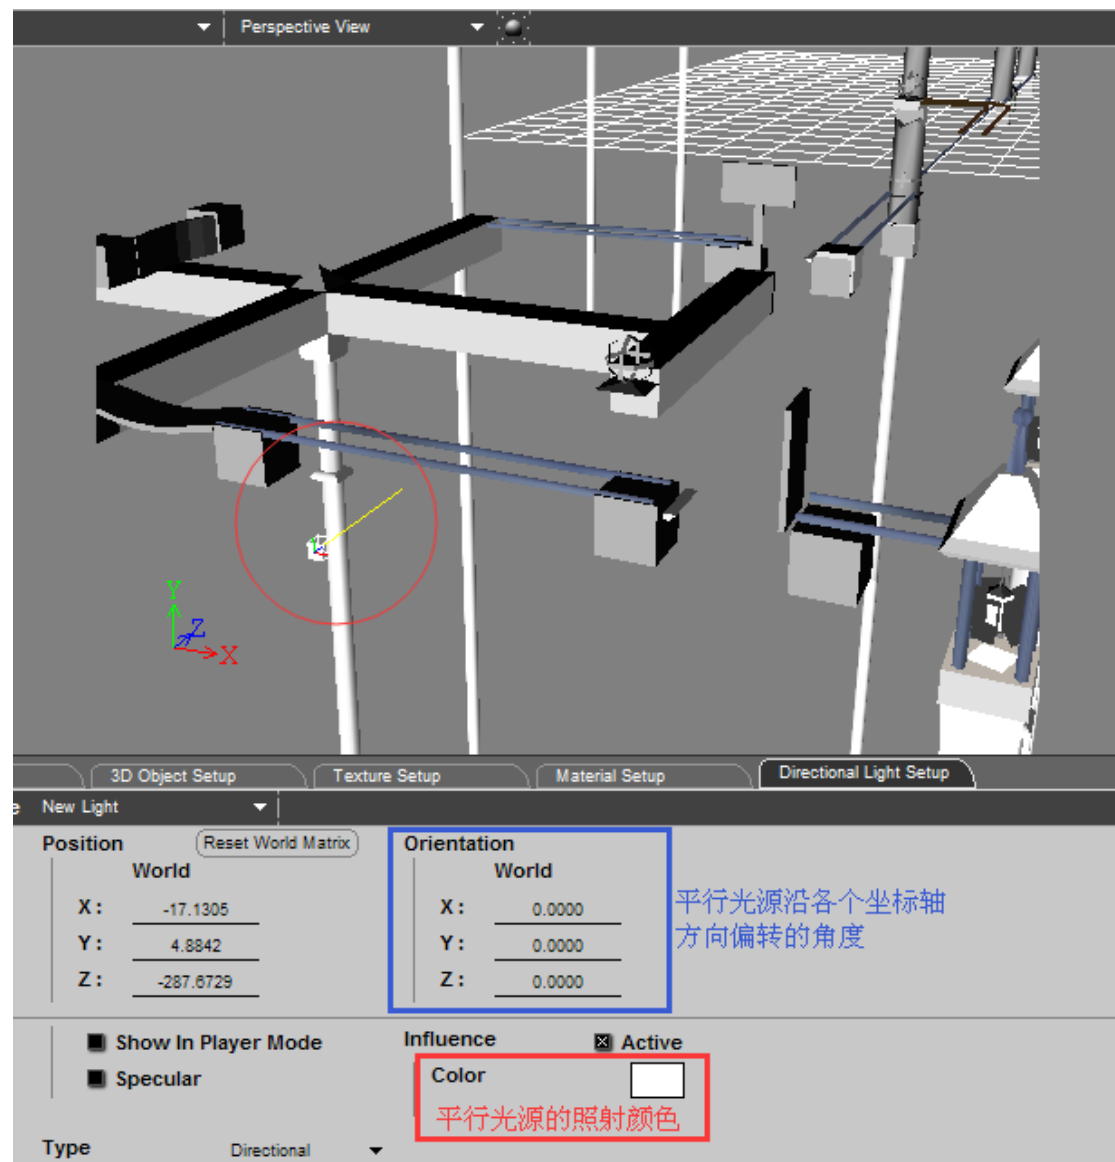 Perspective View
Y
Z
X
3D Object Setup
Texture Setup
Material Setup
Directional Light Setup
e New Light
Position
Reset World Matrix
Orientation
World
World
X : -17.1305
X : 0.0000
平行光源沿各个坐标轴
Y : 4.8842
Y : 0.0000
方向偏转的角度
Z : -287.6729
Z : 0.0000
Show In Player Mode
Influence
Active
Specular
Color
平行光源的照射颜色
Type
Directional